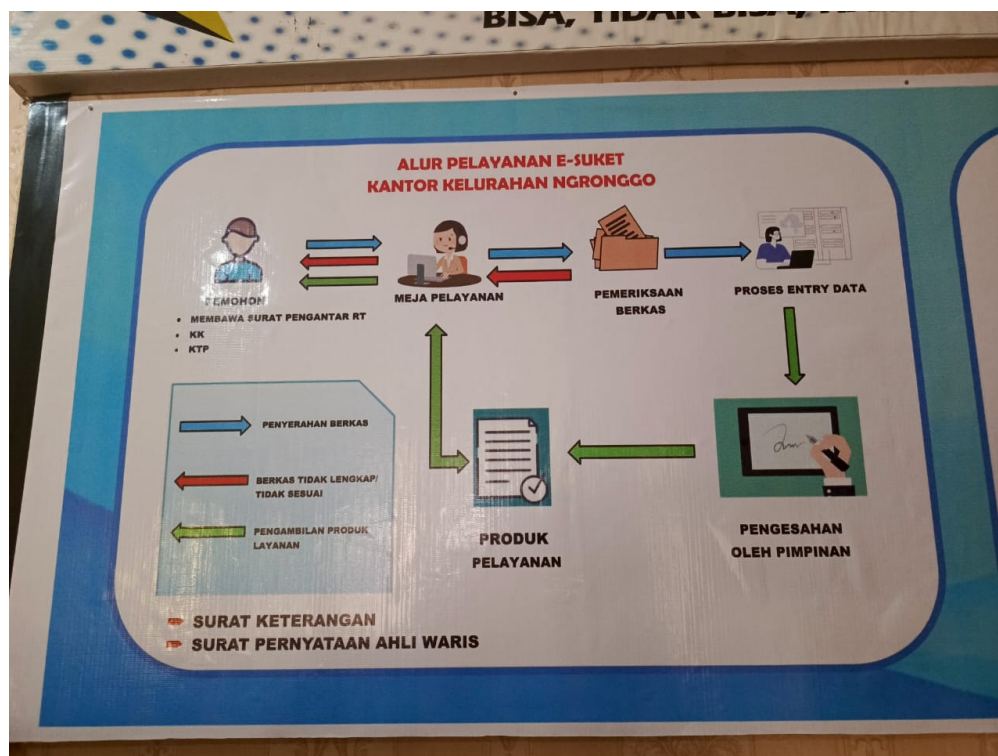 BISA, TIDAK BISA,
ALUR PELAYANAN E-SUKET
KANTOR KELURAHAN NGRONGGO
PEMOHON
• MEMBAWA SURAT PENGANTAR RT
• KK
• KTP
MEJA PELAYANAN
PEMERIKSAAN
BERKAS
PROSES ENTRY DATA
PENYERAHAN BERKAS
BERKAS TIDAK LENGKAP/
TIDAK SESUAI
PENGAMBILAN PRODUK
LAYANAN
PRODUK
PELAYANAN
PENGESAHAN
OLEH PIMPINAN
SURAT KETERANGAN
SURAT PERNYATAAN AHLI WARIS